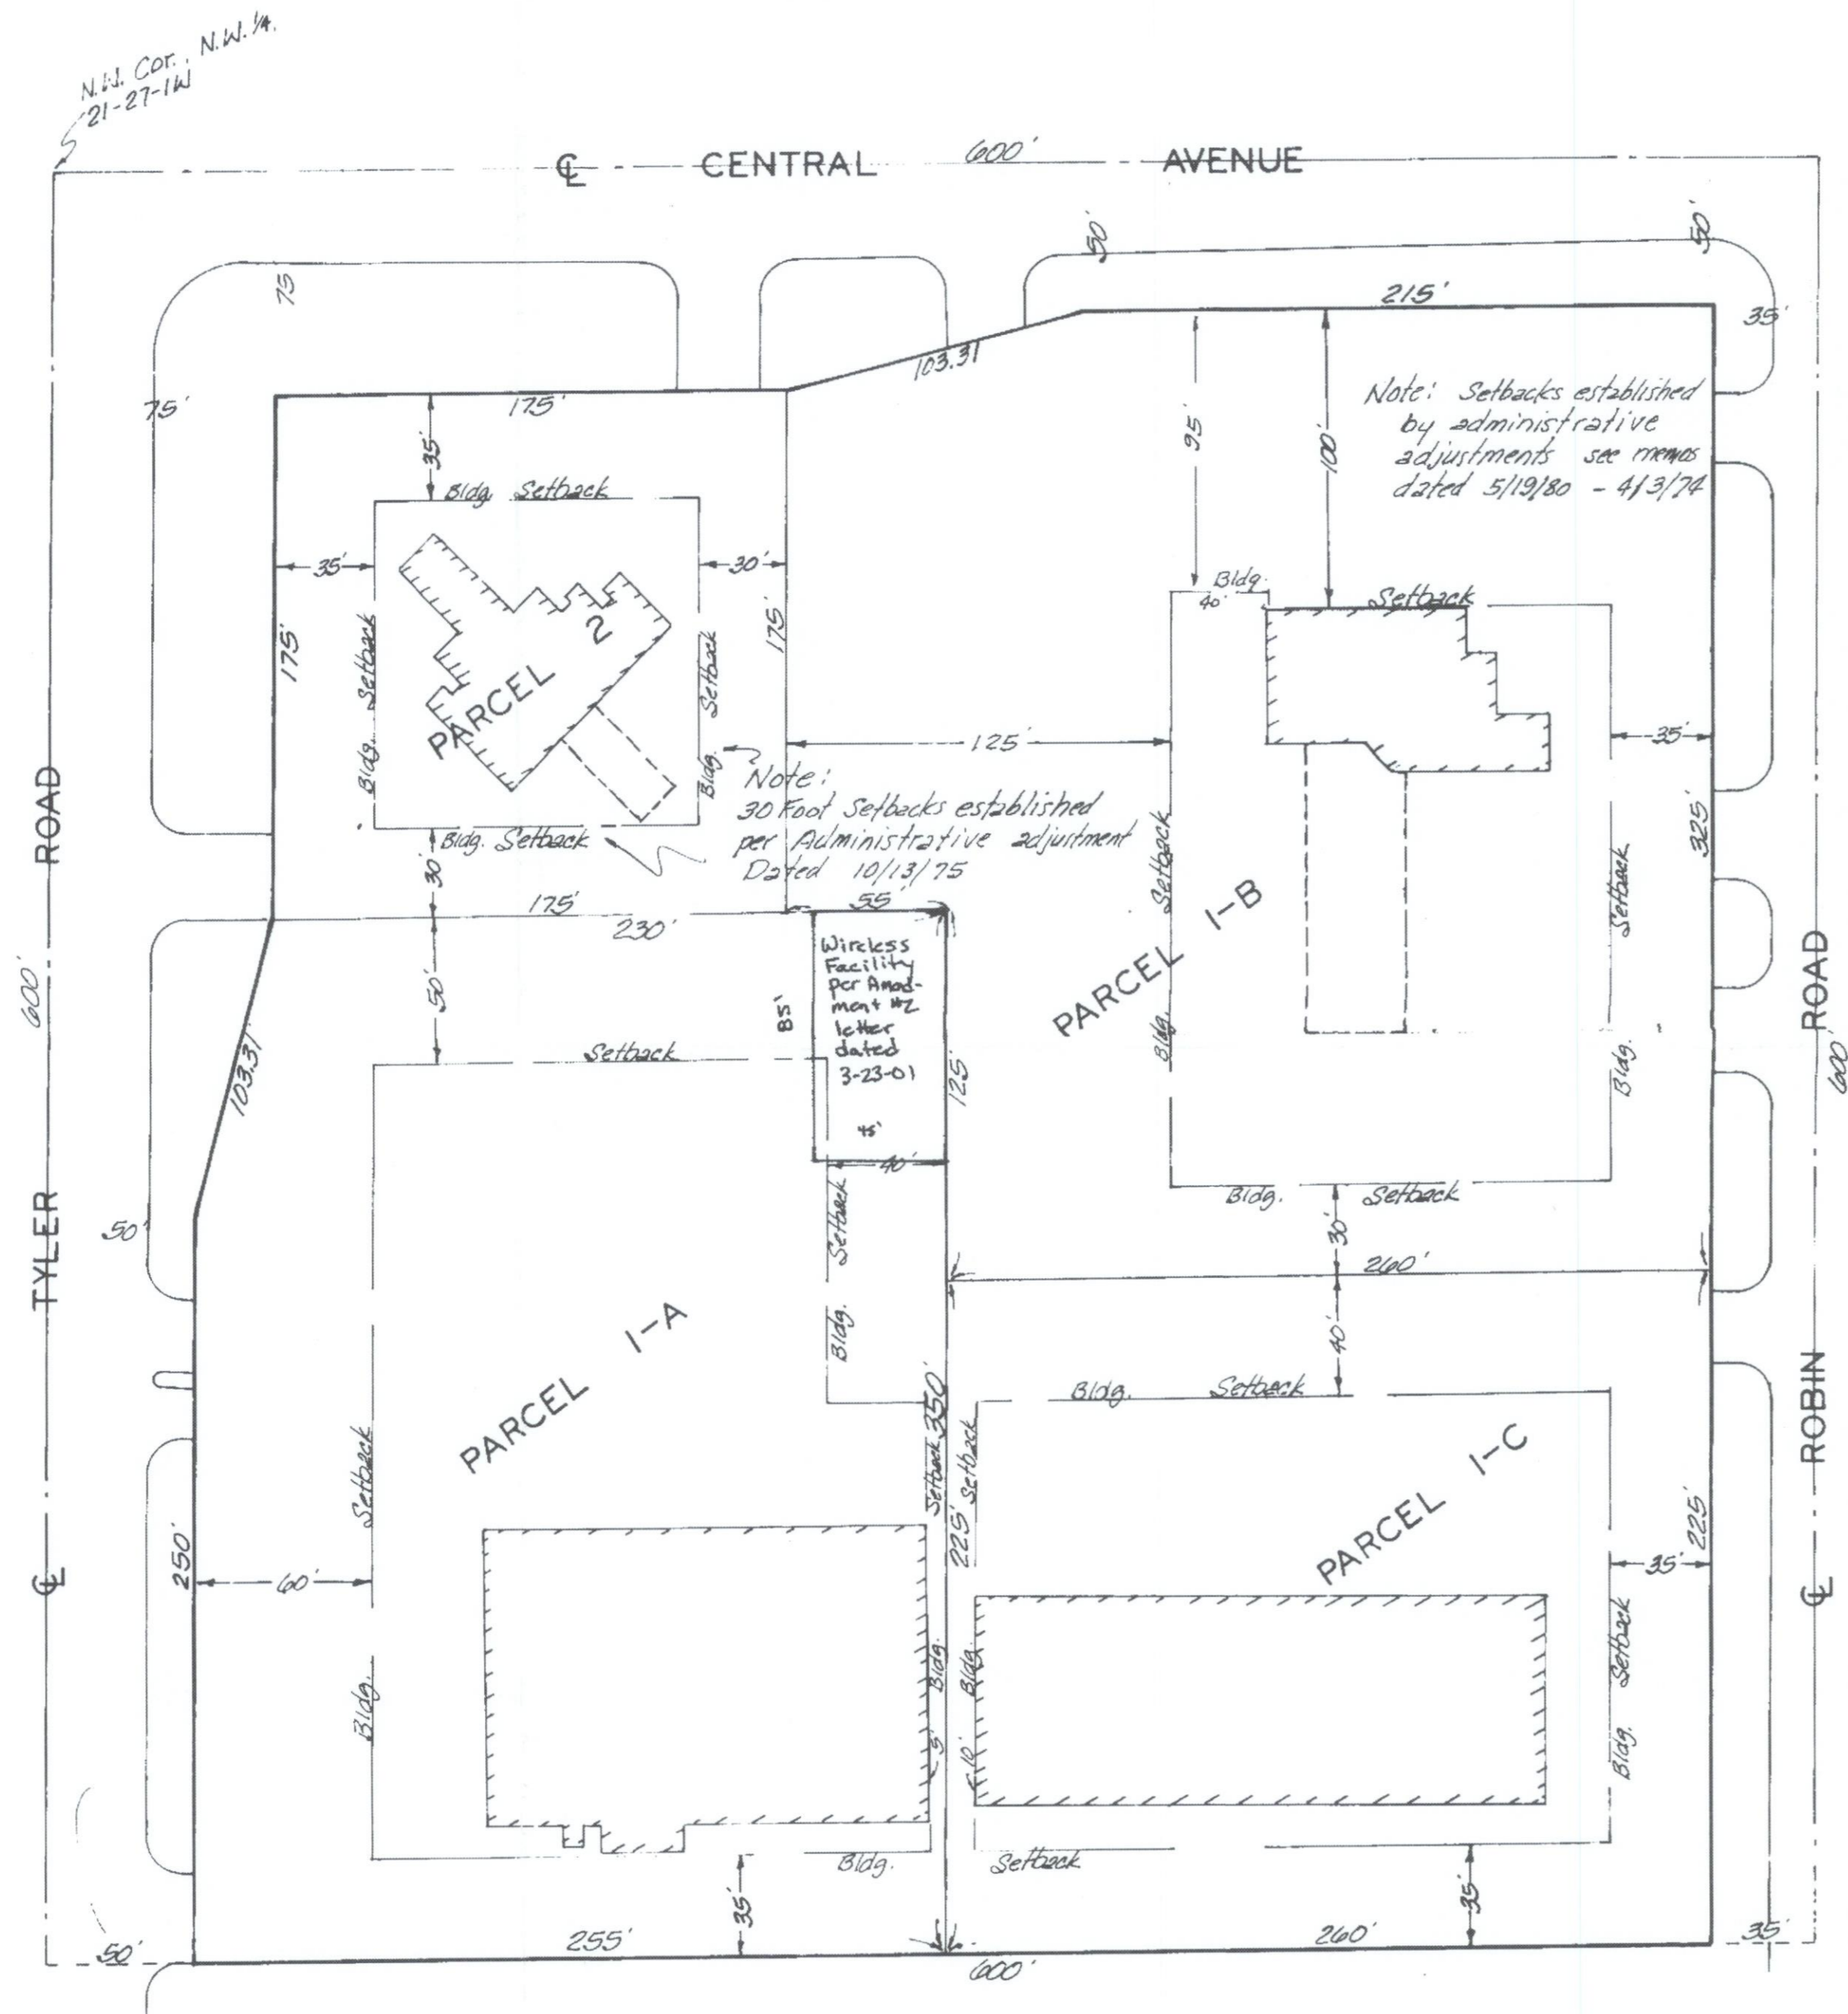 N.W. Cor., N.W. 1/4.
21-27-1W
℄ CENTRAL 600' AVENUE
50'
50'
75
215'
35'
103.31
75'
175'
35'
95'
100'
Note: Setbacks established
by administrative
adjustments see memos
dated 5/19/80 - 4/3/74
Bldg. Setback
35'
30'
Bldg.
40'
Setback
175'
Setback
PARCEL 2
Setback
175'
Bldg.
Bldg.
125'
35'
Note:
30 Foot Setbacks established
per Administrative adjustment
Dated 10/13/75
Bldg. Setback
30'
ROAD
Setback
325'
Setback
175'
55'
230'
PARCEL 1-B
Wireless
Facility
per Amend-
ment #2
letter
dated
3-23-01
85'
45'
50'
600'
ROAD
Setback
103.31'
125'
Bldg.
Bldg.
600'
40'
TYLER
50'
Setback
Bldg. Setback
30'
260'
Bldg.
PARCEL 1-A
40'
350'
Bldg. Setback
ROBIN
Setback
Setback
Setback
PARCEL 1-C
℄
250'
60'
225'
225'
35'
℄
Bldg.
Bldg.
Bldg.
Setback
Bldg.
5'
10'
Bldg. Setback
35'
35'
50'
255'
260'
35'
600'